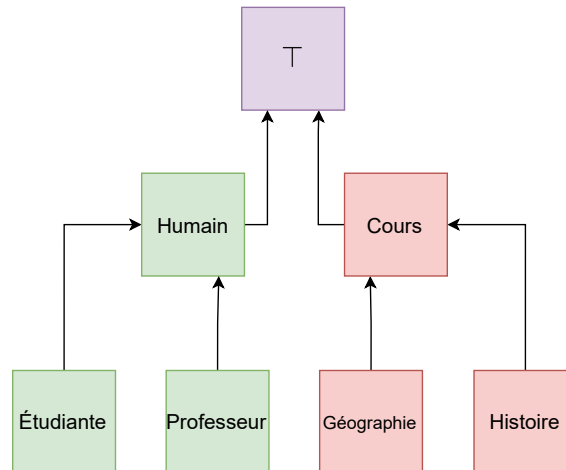 ⊤
Humain
Cours
Étudiante
Professeur
Géographie
Histoire